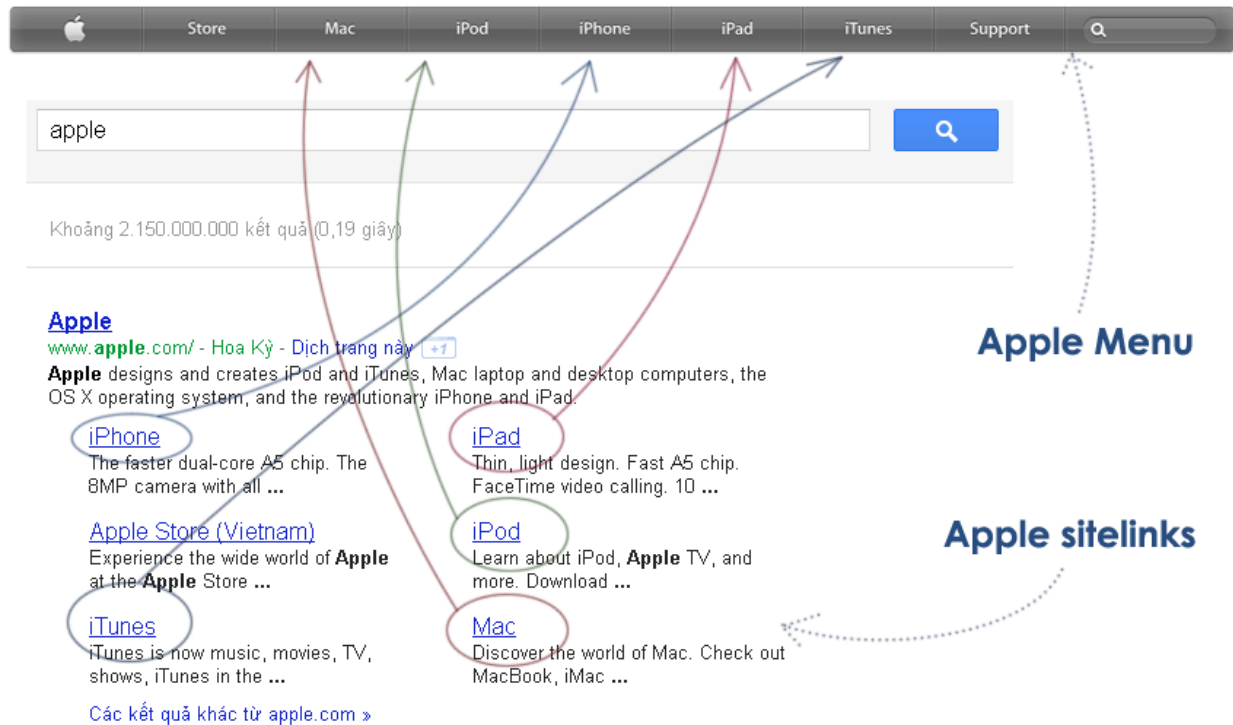 Store Mac iPod iPhone iPad iTunes Support
apple
Khoảng 2.150.000.000 kết quả (0,19 giây)
Apple
www.apple.com/ - Hoa Kỳ - Dịch trang này +1
Apple designs and creates iPod and iTunes, Mac laptop and desktop computers, the
OS X operating system, and the revolutionary iPhone and iPad.
Apple Menu
iPhone
The faster dual-core A5 chip. The
8MP camera with all ...
iPad
Thin, light design. Fast A5 chip.
FaceTime video calling. 10 ...
Apple Store (Vietnam)
Experience the wide world of Apple
at the Apple Store ...
iPod
Learn about iPod, Apple TV, and
more. Download ...
Apple sitelinks
iTunes
iTunes is now music, movies, TV,
shows, iTunes in the ...
Mac
Discover the world of Mac. Check out
MacBook, iMac ...
Các kết quả khác từ apple.com »